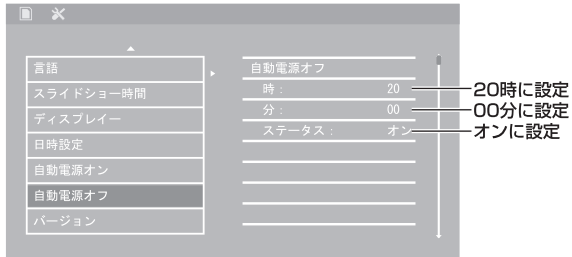 言語
スライドショー時間
ディスプレイー
日時設定
自動電源オン
自動電源オフ
バージョン
自動電源オフ
時： 20
分： 00
ステータス： オン
20時に設定
00分に設定
オンに設定